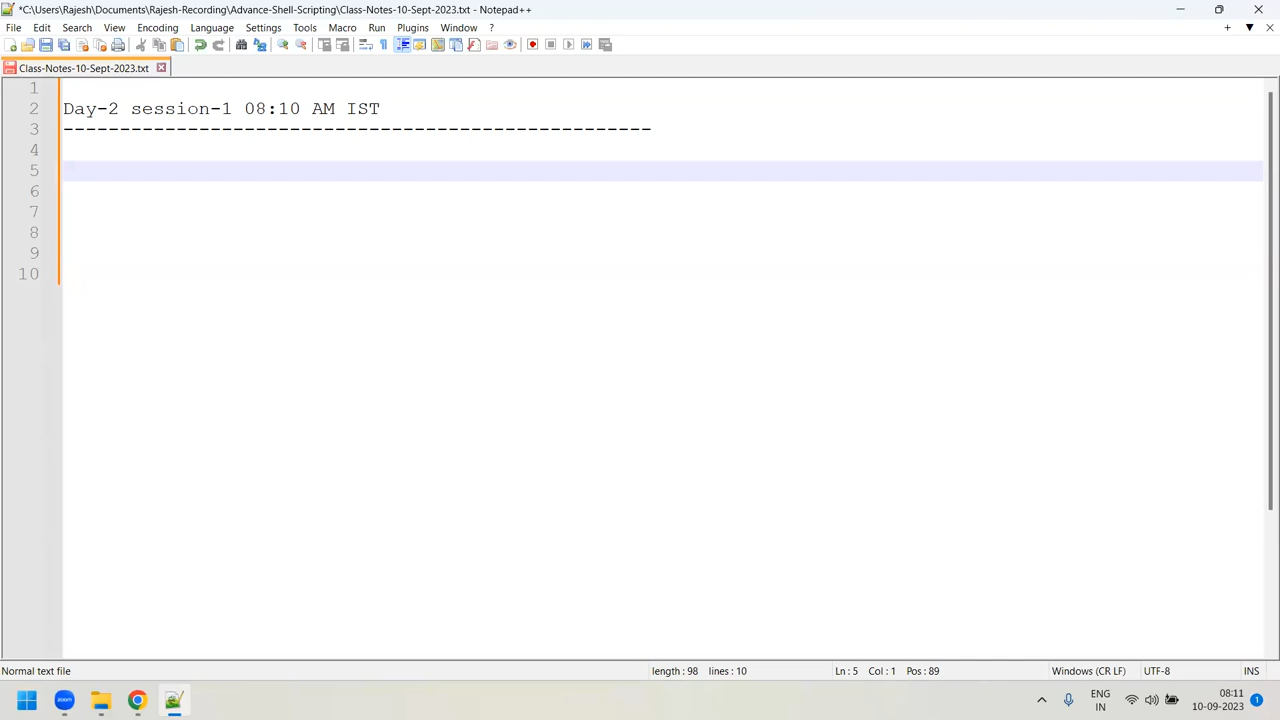 *C:\Users\Rajesh\Documents\Rajesh-Recording\Advance-Shell-Scripting\Class-Notes-10-Sept-2023.txt - Notepad++
File Edit Search View Encoding Language Settings Tools Macro Run Plugins Window ?
Class-Notes-10-Sept-2023.txt
1
2 Day-2 session-1 08:10 AM IST
3 ----------------------------------------------------
4
5
6
7
8
9
10
Normal text file length : 98 lines : 10 Ln : 5 Col : 1 Pos : 89 Windows (CR LF) UTF-8 INS
zoom ENG 08:11
IN 10-09-2023 1